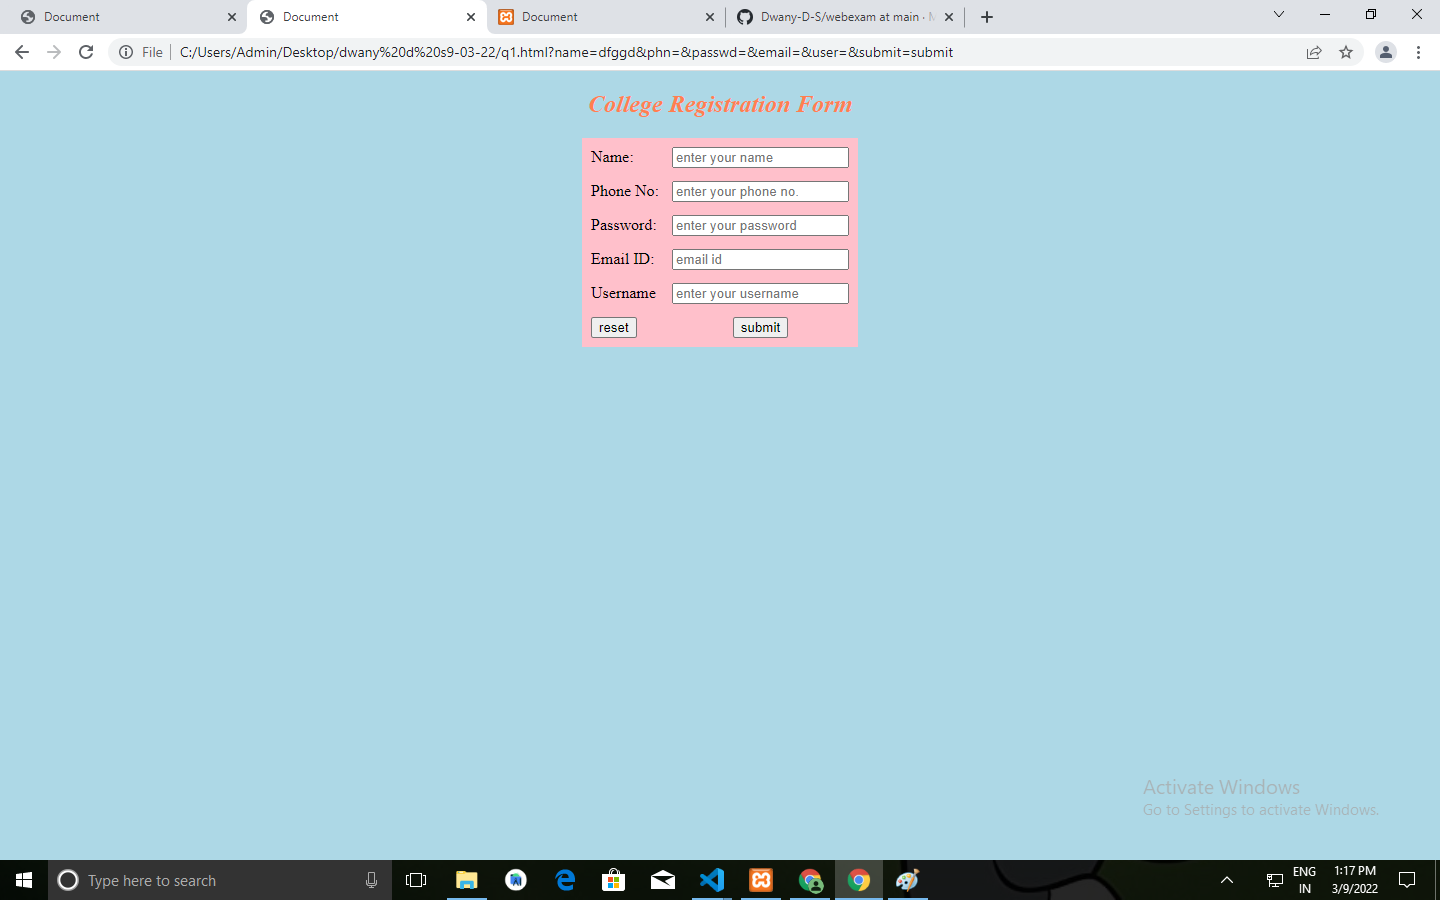 Document
Document
Document
Dwany-D-S/webexam at main ·
File
C:/Users/Admin/Desktop/dwany%20d%20s9-03-22/q1.html?name=dfggd&phn=&passwd=&email=&user=&submit=submit
College Registration Form
Name: enter your name
Phone No: enter your phone no.
Password: enter your password
Email ID: email id
Username enter your username
reset submit
Activate Windows
Go to Settings to activate Windows.
Type here to search
ENG
IN
1:17 PM
3/9/2022